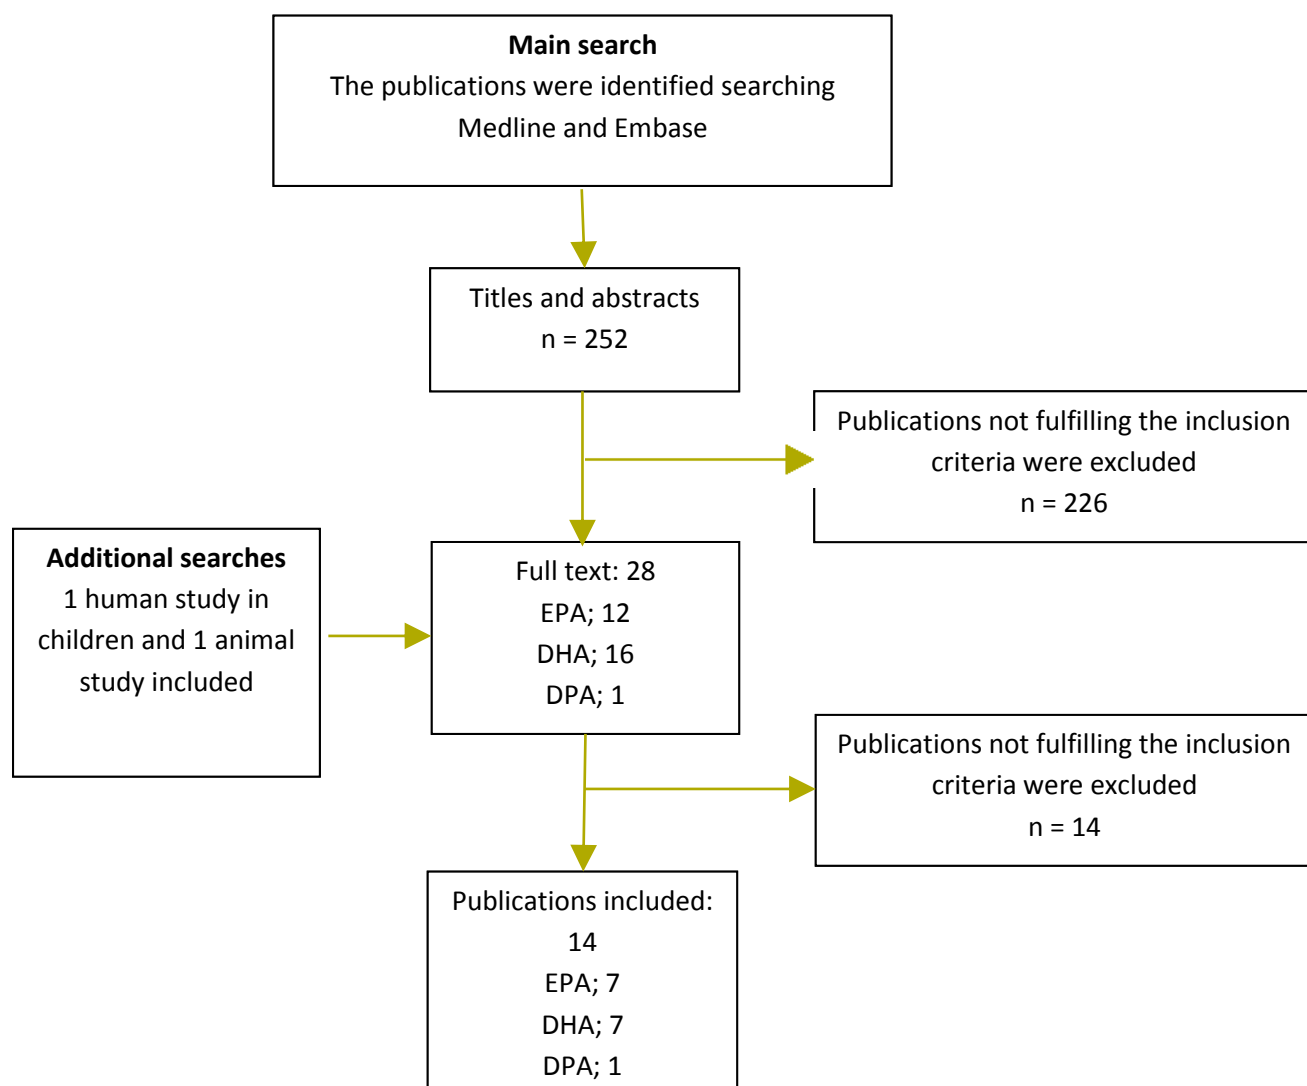 Main search
The publications were identified searching
Medline and Embase
Titles and abstracts
n = 252
Publications not fulfilling the inclusion
criteria were excluded
n = 226
Additional searches
1 human study in
children and 1 animal
study included
Full text: 28
EPA; 12
DHA; 16
DPA; 1
Publications not fulfilling the inclusion
criteria were excluded
n = 14
Publications included:
14
EPA; 7
DHA; 7
DPA; 1